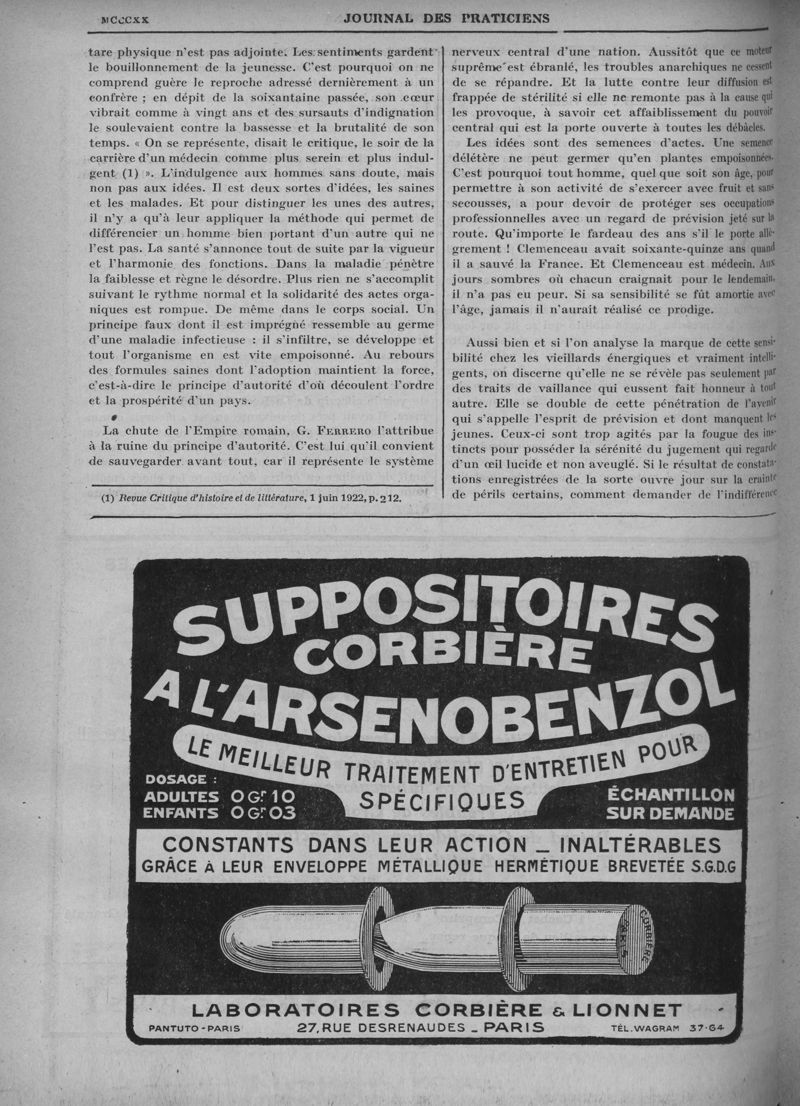 MCCCXX
JOURNAL DES PRATICIENS
tare physique n'est pas adjointe. Les sentiments gardent
le bouillonnement de la jeunesse. C'est pourquoi on ne
comprend guère le reproche adressé dernièrement à un
confrère ; en dépit de la soixantaine passée, son cœur
vibrait comme à vingt ans et des sursauts d'indignation
le soulevaient contre la bassesse et la brutalité de son
temps. « On se représente, disait le critique, le soir de la
carrière d'un médecin comme plus serein et plus indul-
gent (1) ». L'indulgence aux hommes sans doute, mais
non pas aux idées. Il est deux sortes d'idées, les saines
et les malades. Et pour distinguer les unes des autres,
il n'y a qu'à leur appliquer la méthode qui permet de
différencier un homme bien portant d'un autre qui ne
l'est pas. La santé s'annonce tout de suite par la vigueur
et l'harmonie des fonctions. Dans la maladie pénètre
la faiblesse et règne le désordre. Plus rien ne s'accomplit
suivant le rythme normal et la solidarité des actes orga-
niques est rompue. De même dans le corps social. Un
principe faux dont il est imprégné ressemble au germe
d'une maladie infectieuse : il s'infiltre, se développe et
tout l'organisme en est vite empoisonné. Au rebours
des formules saines dont l'adoption maintient la force,
c'est-à-dire le principe d'autorité d'où découlent l'ordre
et la prospérité d'un pays.
La chute de l'Empire romain, G. FERRERO l'attribue
à la ruine du principe d'autorité. C'est lui qu'il convient
de sauvegarder avant tout, car il représente le système
(1) Revue Critique d'histoire et de littérature, 1 juin 1922, p. 212.
nerveux central d'une nation. Aussitôt que ce moteur
suprême est ébranlé, les troubles anarchiques ne cessent
de se répandre. Et la lutte contre leur diffusion est
frappée de stérilité si elle ne remonte pas à la cause qui
les provoque, à savoir cet affaiblissement du pouvoir
central qui est la porte ouverte à toutes les débâcles.
Les idées sont des semences d'actes. Une semence
délétère ne peut germer qu'en plantes empoisonnées.
C'est pourquoi tout homme, quel que soit son âge, pour
permettre à son activité de s'exercer avec fruit et sans
secousses, a pour devoir de protéger ses occupations
professionnelles avec un regard de prévision jeté sur la
route. Qu'importe le fardeau des ans s'il le porte allé-
grement ! Clemenceau avait soixante-quinze ans quand
il a sauvé la France. Et Clemenceau est médecin. Aux
jours sombres où chacun craignait pour le lendemain,
il n'a pas eu peur. Si sa sensibilité se fût amortie avec
l'âge, jamais il n'aurait réalisé ce prodige.
Aussi bien et si l'on analyse la marque de cette sensi-
bilité chez les vieillards énergiques et vraiment intelli-
gents, on discerne qu'elle ne se révèle pas seulement par
des traits de vaillance qui eussent fait honneur à tout
autre. Elle se double de cette pénétration de l'avenir
qui s'appelle l'esprit de prévision et dont manquent les
jeunes. Ceux-ci sont trop agités par la fougue des ins-
tincts pour posséder la sérénité du jugement qui regarde
d'un œil lucide et non aveuglé. Si le résultat de constata-
tions enregistrées de la sorte ouvre jour sur la crainte
de périls certains, comment demander de l'indifférence
SUPPOSITOIRES
CORBIÈRE
A L'ARSENOBENZOL
LE MEILLEUR TRAITEMENT D'ENTRETIEN POUR
SPÉCIFIQUES
DOSAGE :
ADULTES 0 Gr 10
ENFANTS 0 Gr 03
ÉCHANTILLON
SUR DEMANDE
CONSTANTS DANS LEUR ACTION _ INALTÉRABLES
GRÂCE À LEUR ENVELOPPE MÉTALLIQUE HERMÉTIQUE BREVETÉE S.G.D.G
CORBIÈRE
PARIS
LABORATOIRES CORBIÈRE & LIONNET
PANTUTO - PARIS
27, RUE DESRENAUDES _ PARIS
TÉL. WAGRAM 37-64